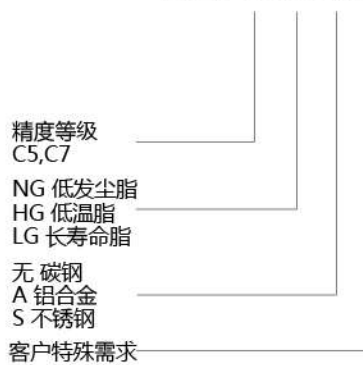 精度等级
C5,C7
NG 低发尘脂
HG 低温脂
LG 长寿命脂
无 碳钢
A 铝合金
S 不锈钢
客户特殊需求